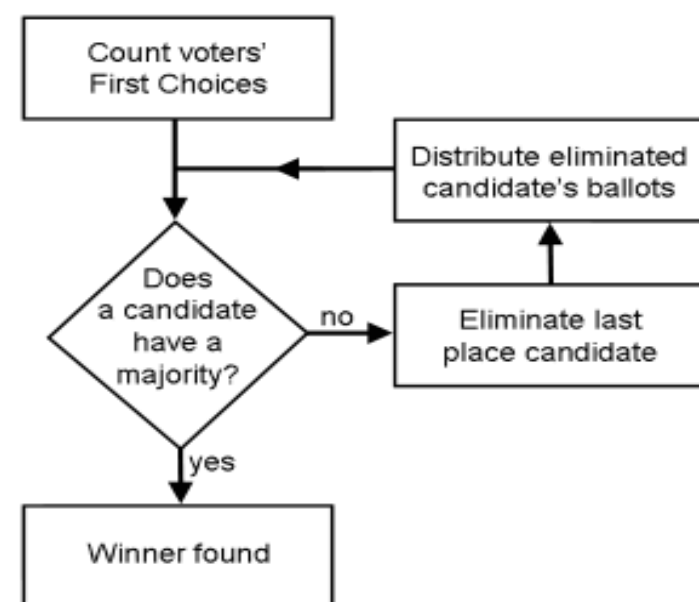 Count voters'
First Choices
Distribute eliminated
candidate's ballots
Does
a candidate
have a
majority?
no
Eliminate last
place candidate
yes
Winner found